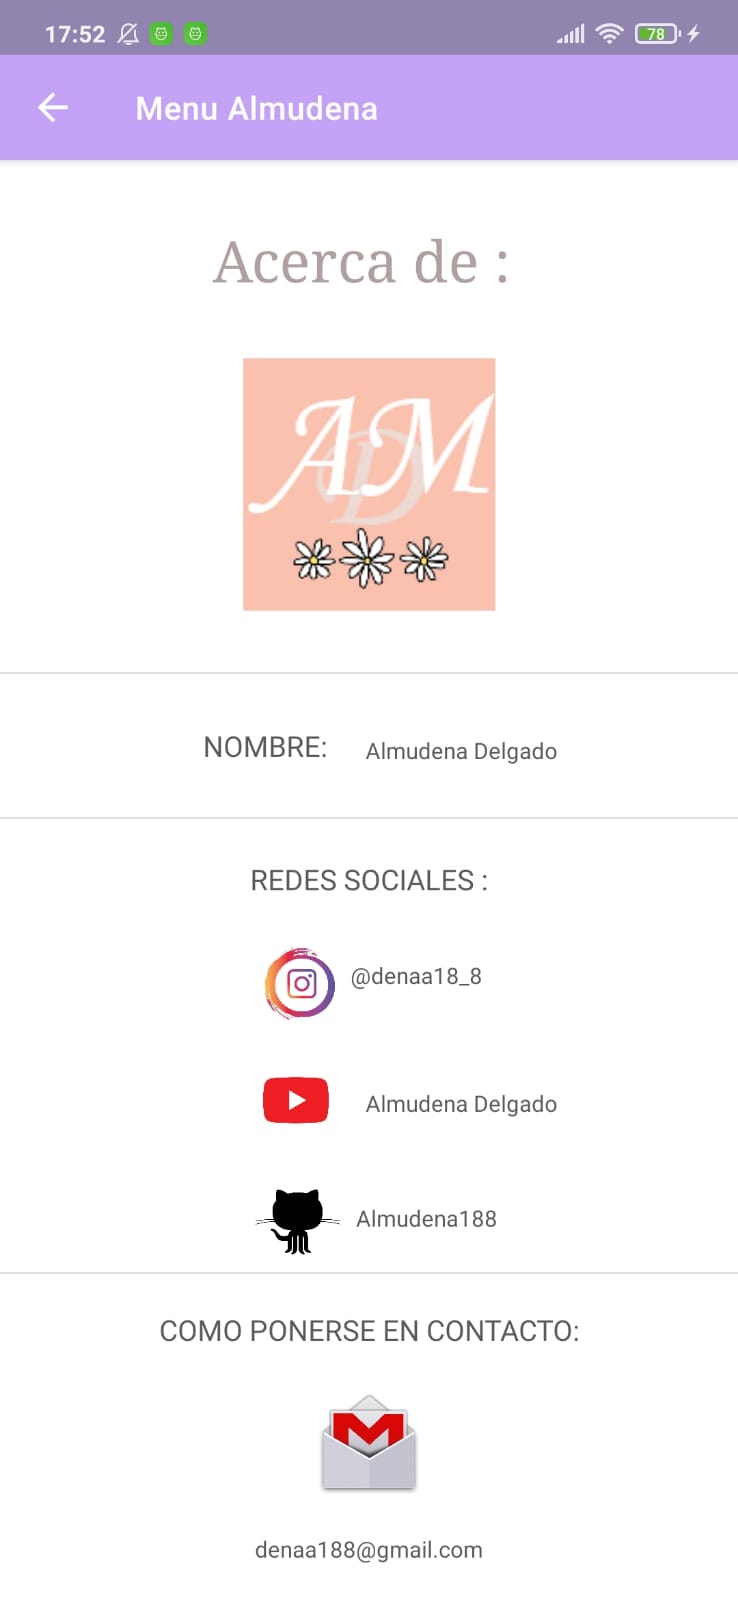 17:52
78
Menu Almudena
Acerca de :
AM
D
NOMBRE: Almudena Delgado
REDES SOCIALES :
@denaa18_8
Almudena Delgado
Almudena188
COMO PONERSE EN CONTACTO:
denaa188@gmail.com